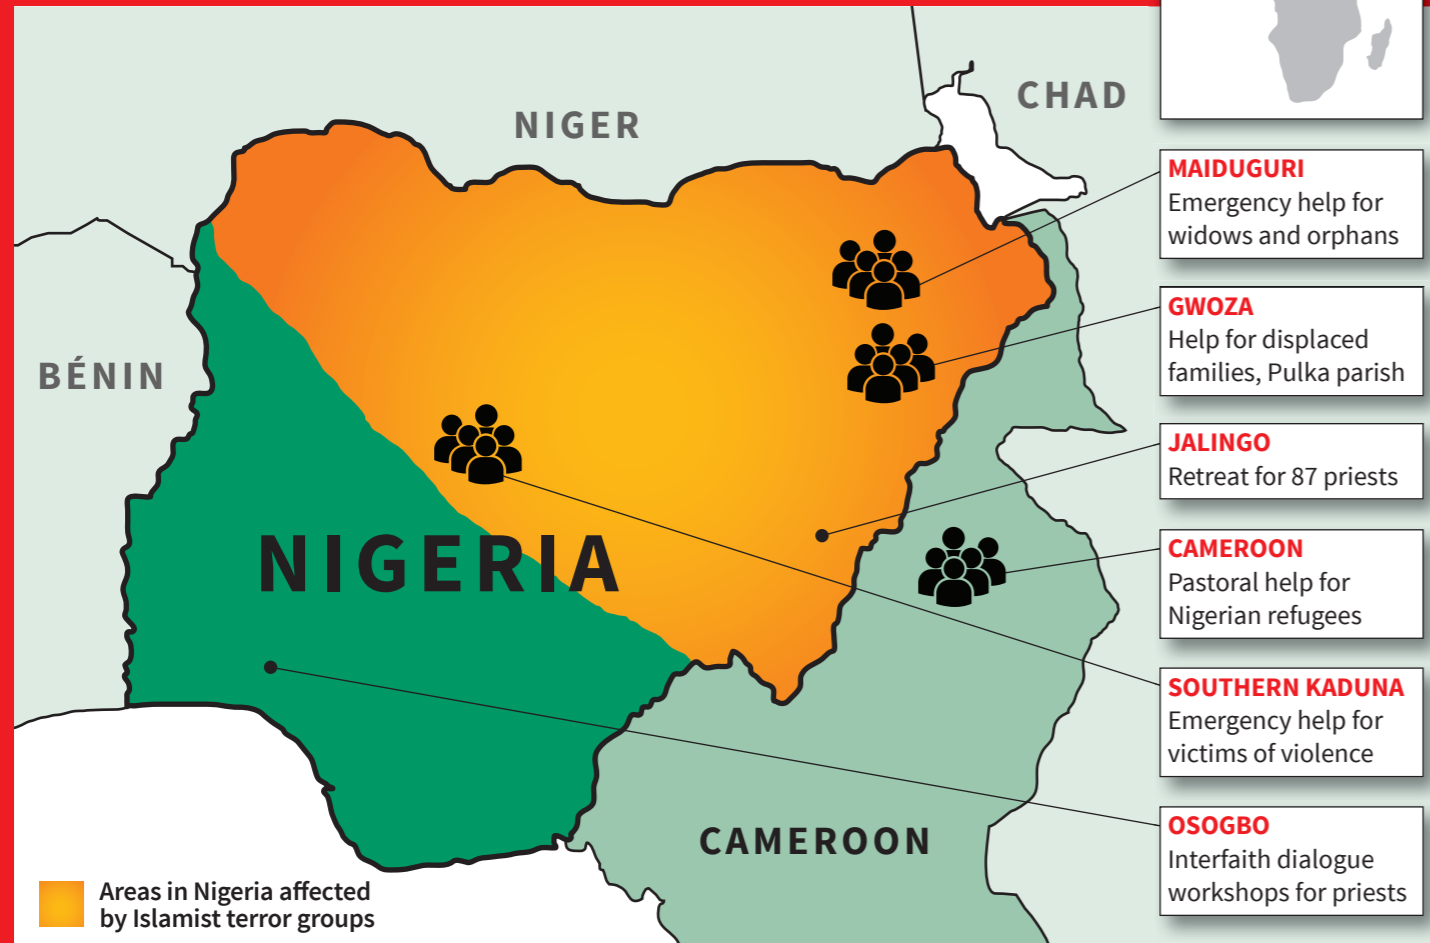 NIGER
CHAD
BÉNIN
NIGERIA
CAMEROON
MAIDUGURI
Emergency help for
widows and orphans
GWOZA
Help for displaced
families, Pulka parish
JALINGO
Retreat for 87 priests
CAMEROON
Pastoral help for
Nigerian refugees
SOUTHERN KADUNA
Emergency help for
victims of violence
OSOGBO
Interfaith dialogue
workshops for priests
Areas in Nigeria affected
by Islamist terror groups